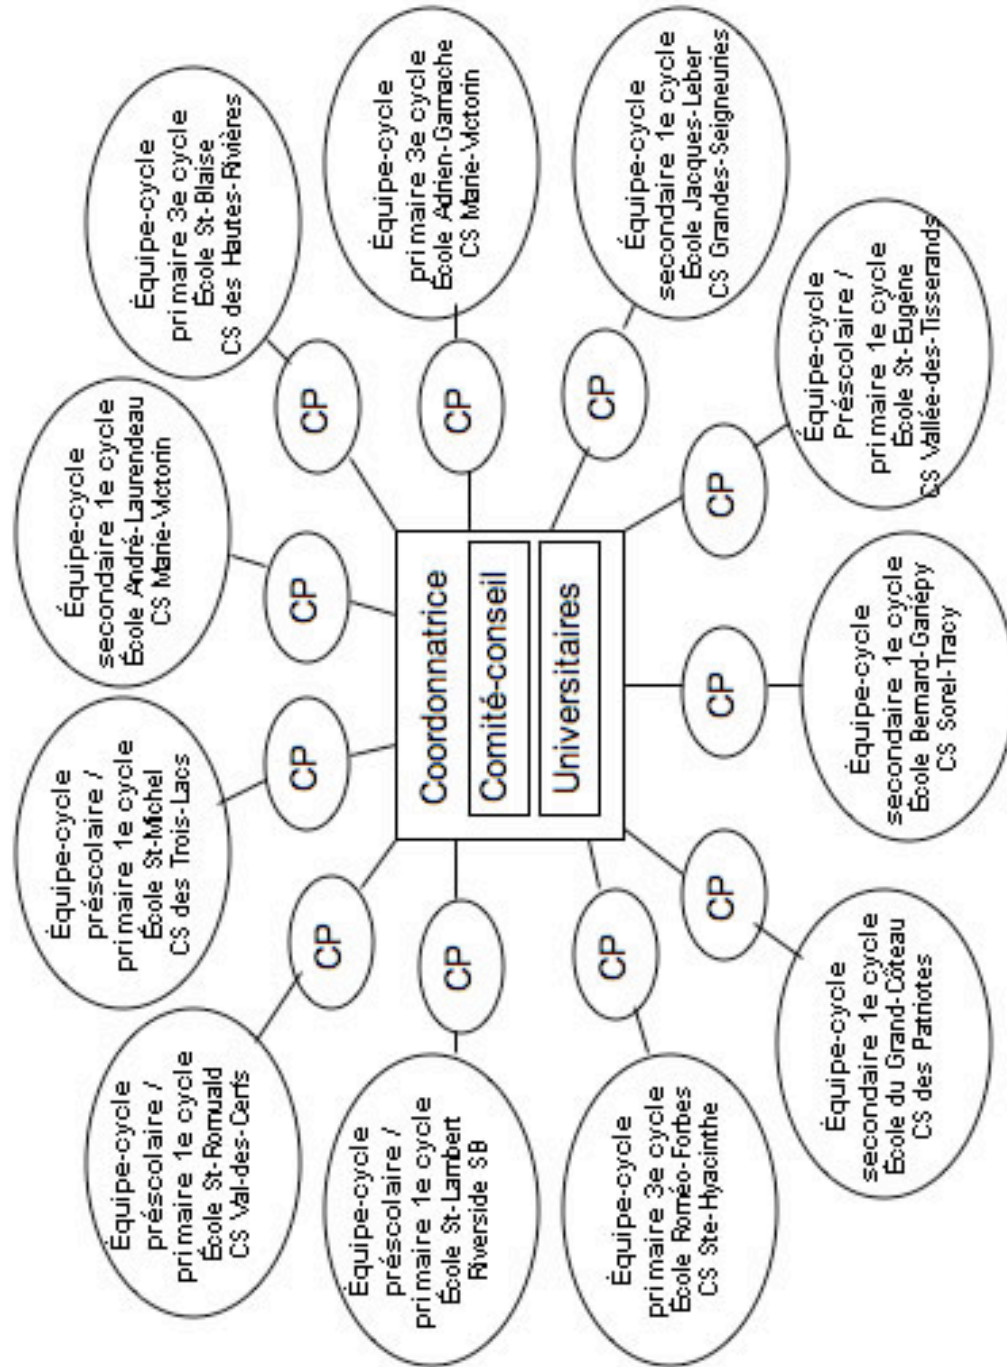 Équipe-cycle
préscolaire /
primaire 1e cycle
École St-Michel
CS des Trois-Lacs
Équipe-cycle
secondaire 1e cycle
École André-Laurendeau
CS Marie-Victorin
Équipe-cycle
préscolaire /
primaire 1e cycle
École St-Romuald
CS Val-des-Cerfs
Équipe-cycle
primaire 3e cycle
École St-Blaise
CS des Hautes-Rivières
CP
CP
CP
CP
Équipe-cycle
préscolaire /
primaire 1e cycle
École St-Lambert
Riverside SB
CP
Coordonnatrice
Comité-conseil
Universitaires
CP
Équipe-cycle
primaire 3e cycle
École Adrien-Gamache
CS Marie-Victorin
Équipe-cycle
primaire 3e cycle
École Roméo-Forbes
CS Ste-Hyacinthe
CP
CP
Équipe-cycle
secondaire 1e cycle
École Jacques-Leber
CS Grandes-Seigneuries
CP
CP
CP
Équipe-cycle
secondaire 1e cycle
École du Grand-Côteau
CS des Patriotes
Équipe-cycle
secondaire 1e cycle
École Bernard-Gariépy
CS Sorel-Tracy
Équipe-cycle
Préscolaire /
primaire 1e cycle
École St-Eugéne
CS Vallée-des-Tisserands